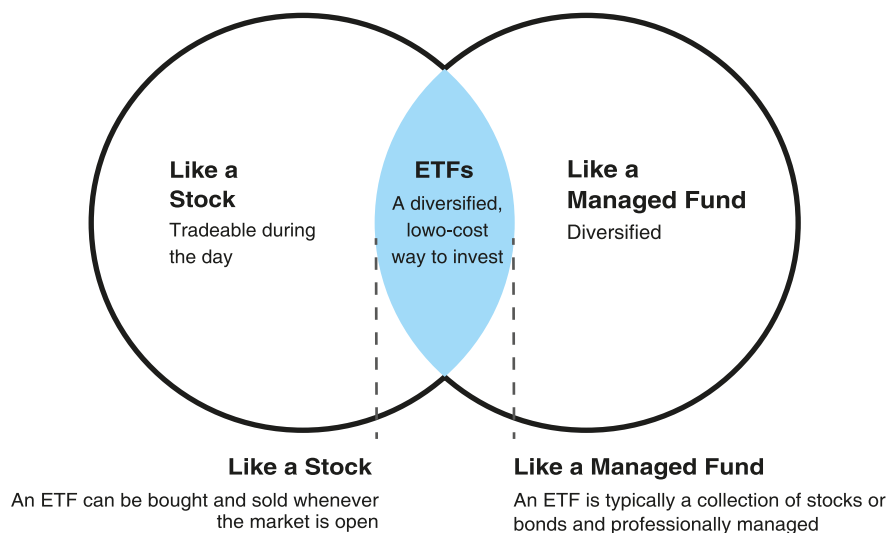 Like a
Stock
Tradeable during
the day
ETFs
A diversified,
lowo-cost
way to invest
Like a
Managed Fund
Diversified
Like a Stock
An ETF can be bought and sold whenever
the market is open
Like a Managed Fund
An ETF is typically a collection of stocks or
bonds and professionally managed